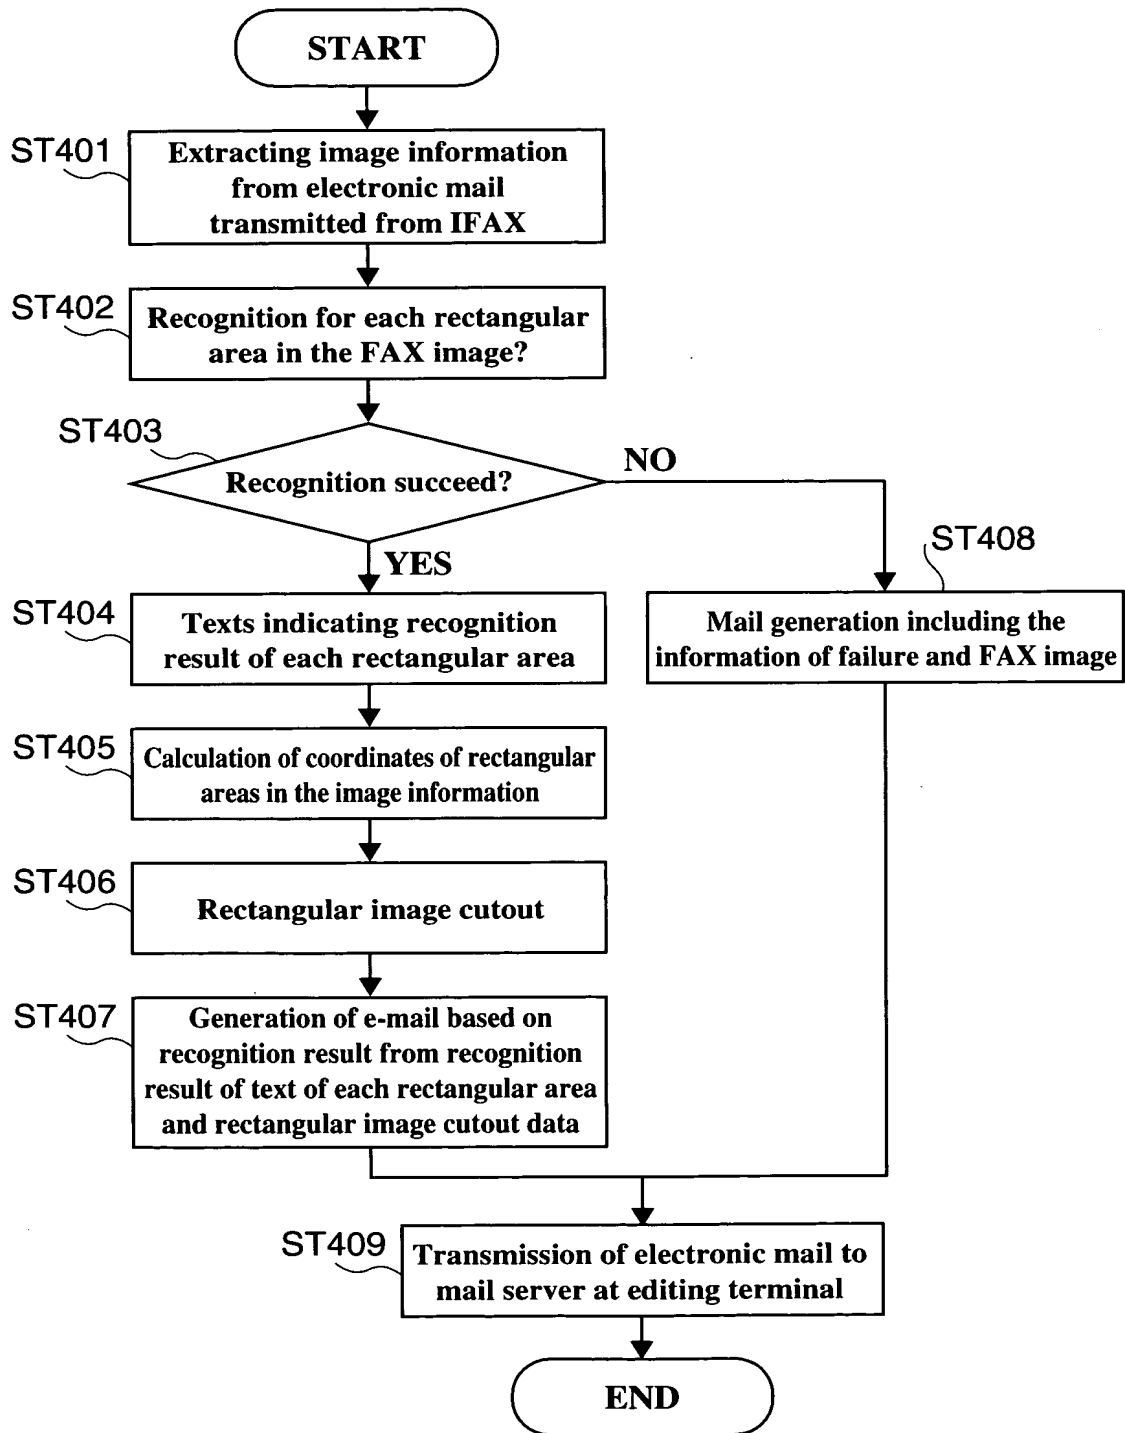 START
ST401
Extracting image information
from electronic mail
transmitted from IFAX
ST402
Recognition for each rectangular
area in the FAX image?
ST403
Recognition succeed?
NO
YES
ST408
Mail generation including the
information of failure and FAX image
ST404
Texts indicating recognition
result of each rectangular area
ST405
Calculation of coordinates of rectangular
areas in the image information
ST406
Rectangular image cutout
ST407
Generation of e-mail based on
recognition result from recognition
result of text of each rectangular area
and rectangular image cutout data
ST409
Transmission of electronic mail to
mail server at editing terminal
END